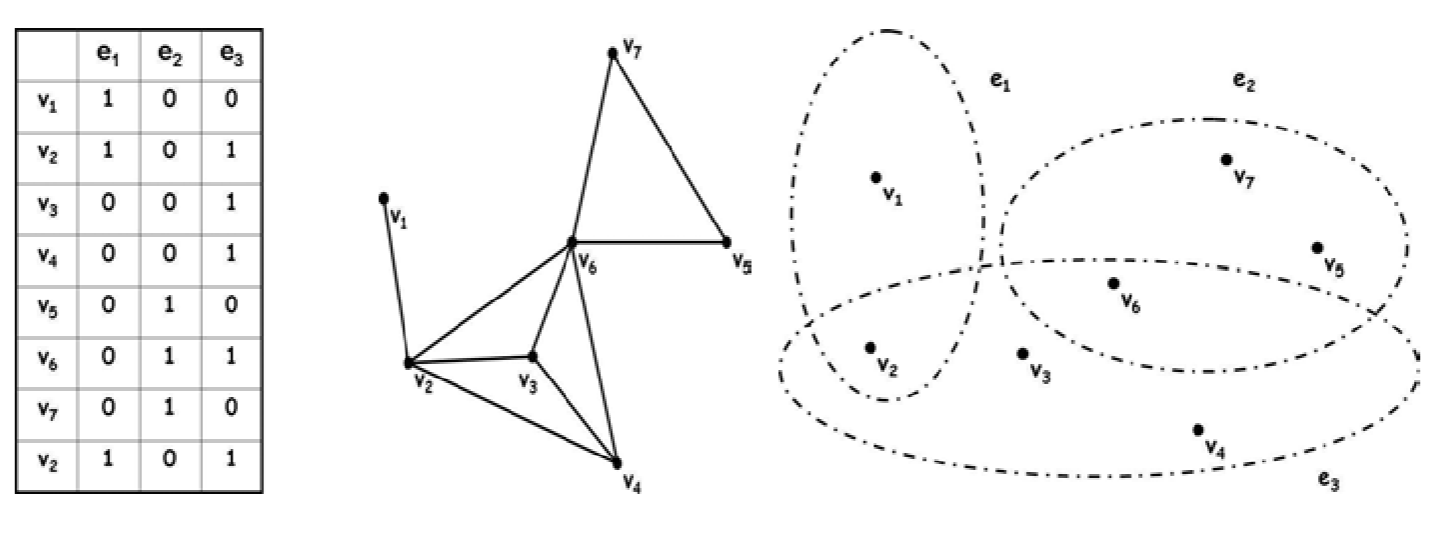 e₁ e₂ e₃
v₁ 1 0 0
v₂ 1 0 1
v₃ 0 0 1
v₄ 0 0 1
v₅ 0 1 0
v₆ 0 1 1
v₇ 0 1 0
v₂ 1 0 1
v₇
v₁
v₆
v₅
v₂
v₃
v₄
e₁
e₂
v₇
v₁
v₅
v₆
v₂
v₃
v₄
e₃